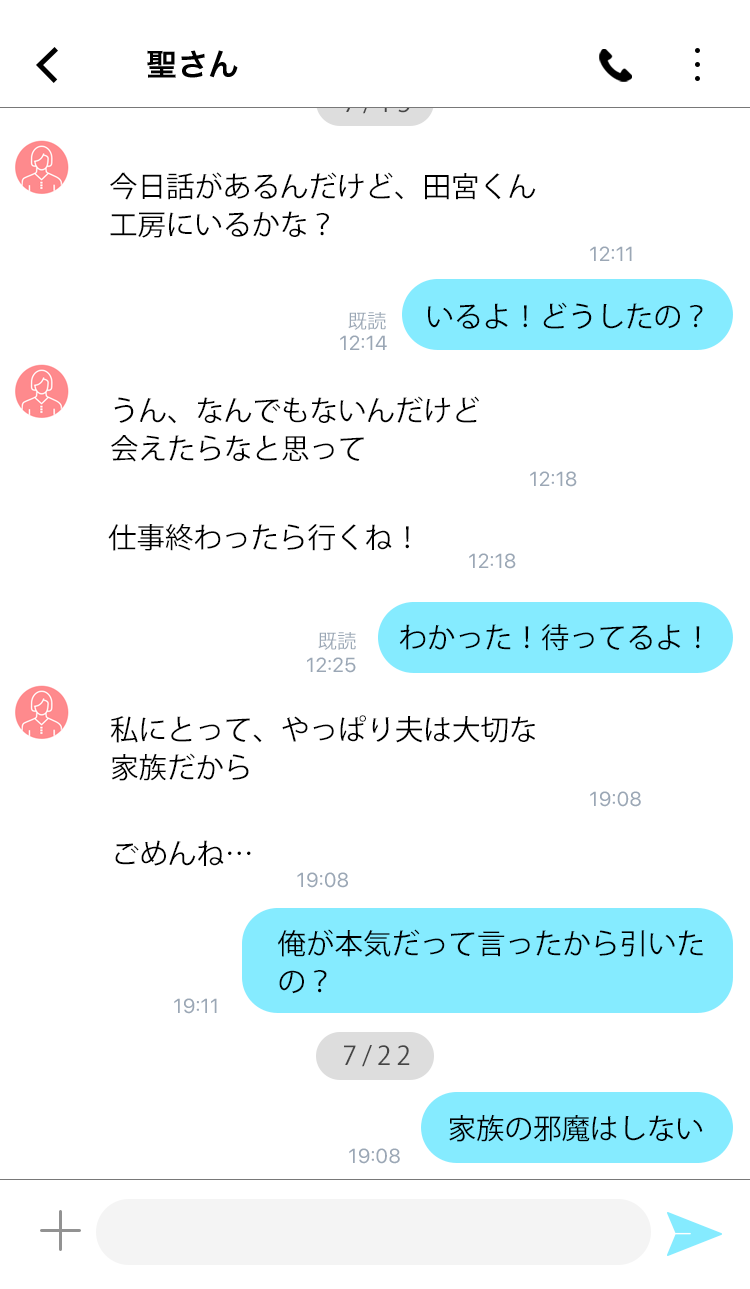 聖さん
今日話があるんだけど、田宮くん
工房にいるかな？
12:11
いるよ！どうしたの？
既読
12:14
うん、なんでもないんだけど
会えたらなと思って
12:18
仕事終わったら行くね！
12:18
わかった！待ってるよ！
既読
12:25
私にとって、やっぱり夫は大切な
家族だから
19:08
ごめんね…
19:08
俺が本気だって言ったから引いた
の？
19:11
7/22
家族の邪魔はしない
19:08